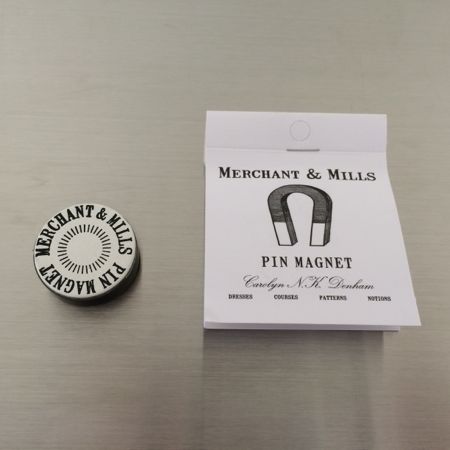 MERCHANT & MILLS PIN MAGNET
MERCHANT & MILLS
PIN MAGNET
Carolyn N.K. Denham
DRESSES COURSES PATTERNS NOTIONS